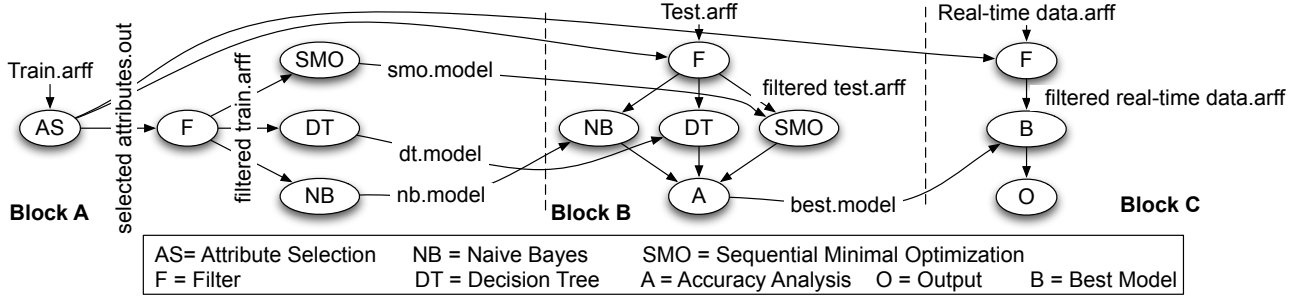 Test.arff
Real-time data.arff
Train.arff
selected attributes.out
filtered train.arff
SMO
smo.model
F
filtered test.arff
F
filtered real-time data.arff
AS
F
DT
dt.model
NB
DT
SMO
B
NB
nb.model
A
best.model
O
Block A
Block B
Block C
AS= Attribute Selection NB = Naive Bayes SMO = Sequential Minimal Optimization
F = Filter DT = Decision Tree A = Accuracy Analysis O = Output B = Best Model